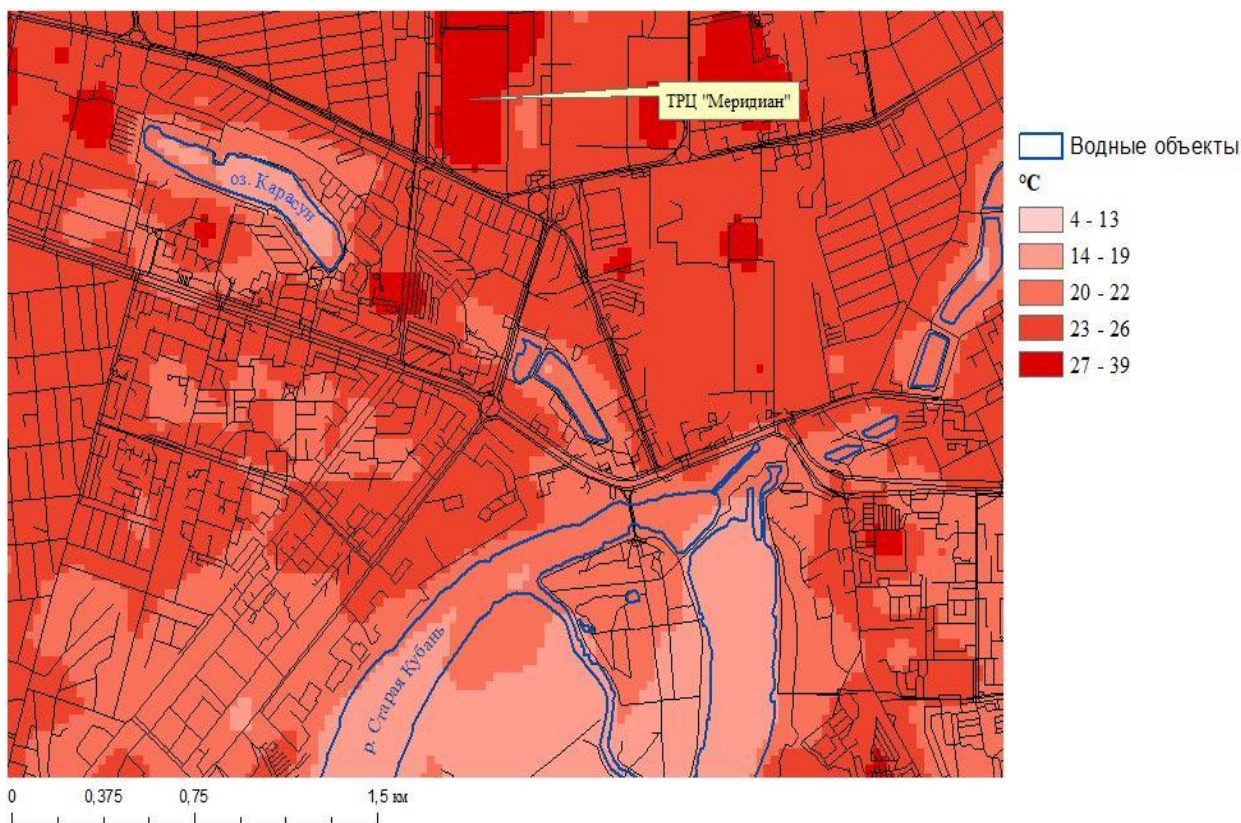 ТРЦ "Меридиан"
оз. Карасун
р. Старая Кубань
Водные объекты
°C
4 - 13
14 - 19
20 - 22
23 - 26
27 - 39
0 0,375 0,75 1,5 км